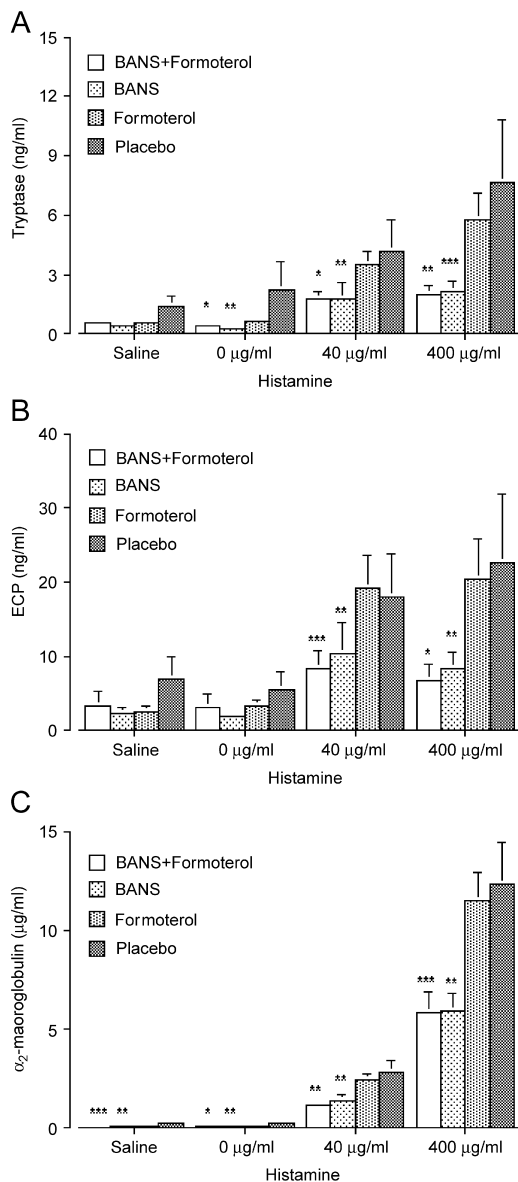 A
15
12
9
6
3
0
Tryptase (ng/ml)
BANS+Formoterol
BANS
Formoterol
Placebo
* ** * ** ** ***
Saline 0 μg/ml 40 μg/ml 400 μg/ml
Histamine
B
40
30
20
10
0
ECP (ng/ml)
BANS+Formoterol
BANS
Formoterol
Placebo
*** ** * **
Saline 0 μg/ml 40 μg/ml 400 μg/ml
Histamine
C
15
10
5
0
α2-maoroglobulin (μg/ml)
BANS+Formoterol
BANS
Formoterol
Placebo
*** ** * ** ** ** *** **
Saline 0 μg/ml 40 μg/ml 400 μg/ml
Histamine